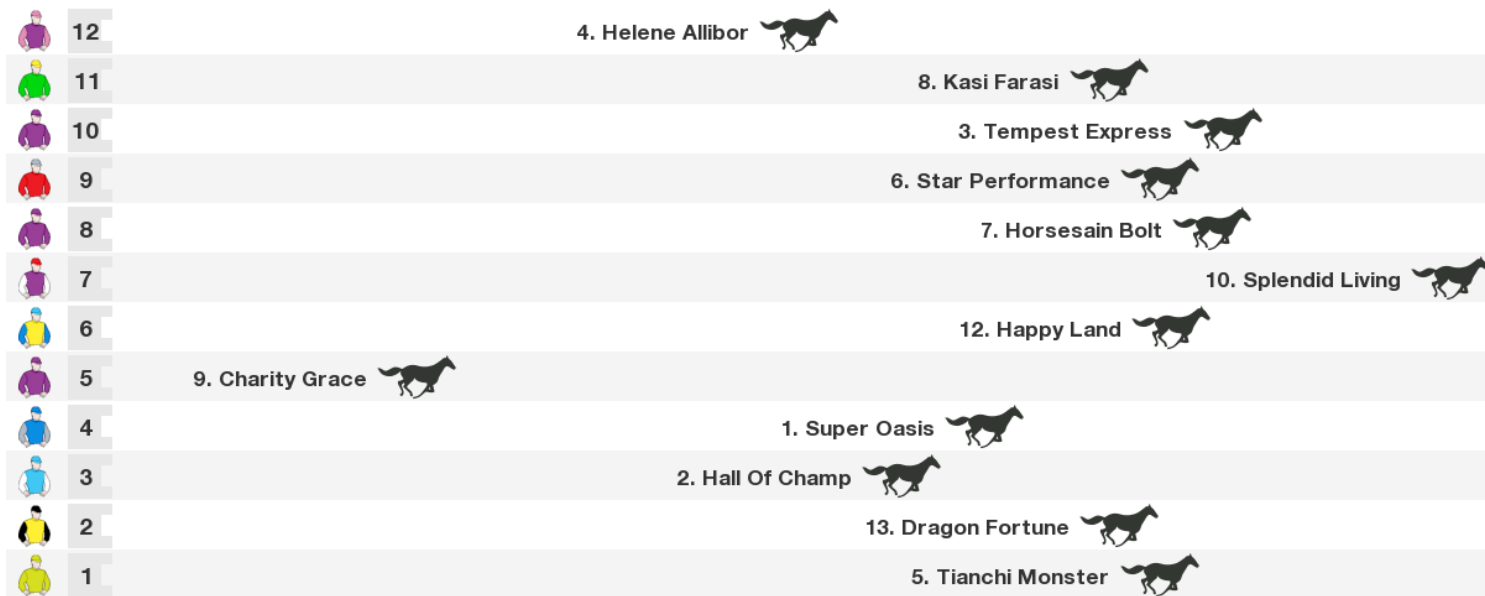 12 4. Helene Allibor
11 8. Kasi Farasi
10 3. Tempest Express
9 6. Star Performance
8 7. Horsesain Bolt
7 10. Splendid Living
6 12. Happy Land
5 9. Charity Grace
4 1. Super Oasis
3 2. Hall Of Champ
2 13. Dragon Fortune
1 5. Tianchi Monster